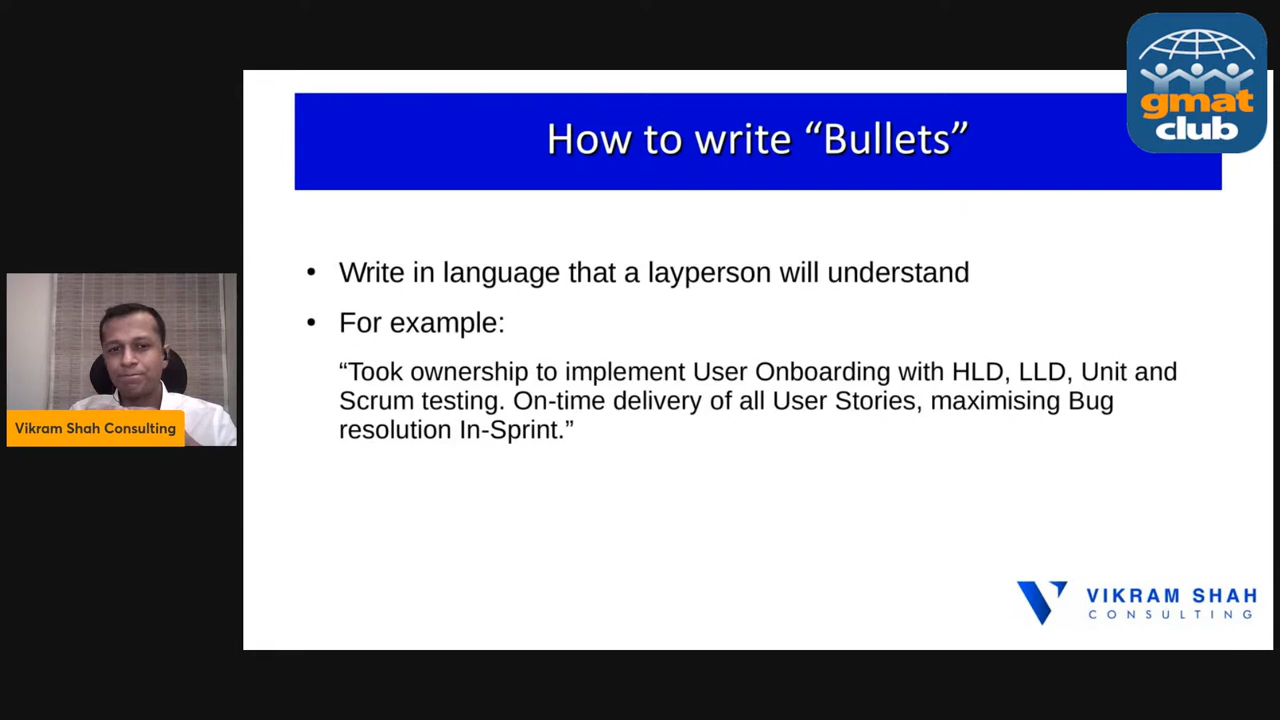 gmat
club
How to write “Bullets”
• Write in language that a layperson will understand
• For example:
“Took ownership to implement User Onboarding with HLD, LLD, Unit and
Scrum testing. On-time delivery of all User Stories, maximising Bug
resolution In-Sprint.”
Vikram Shah Consulting
VIKRAM SHAH
CONSULTING